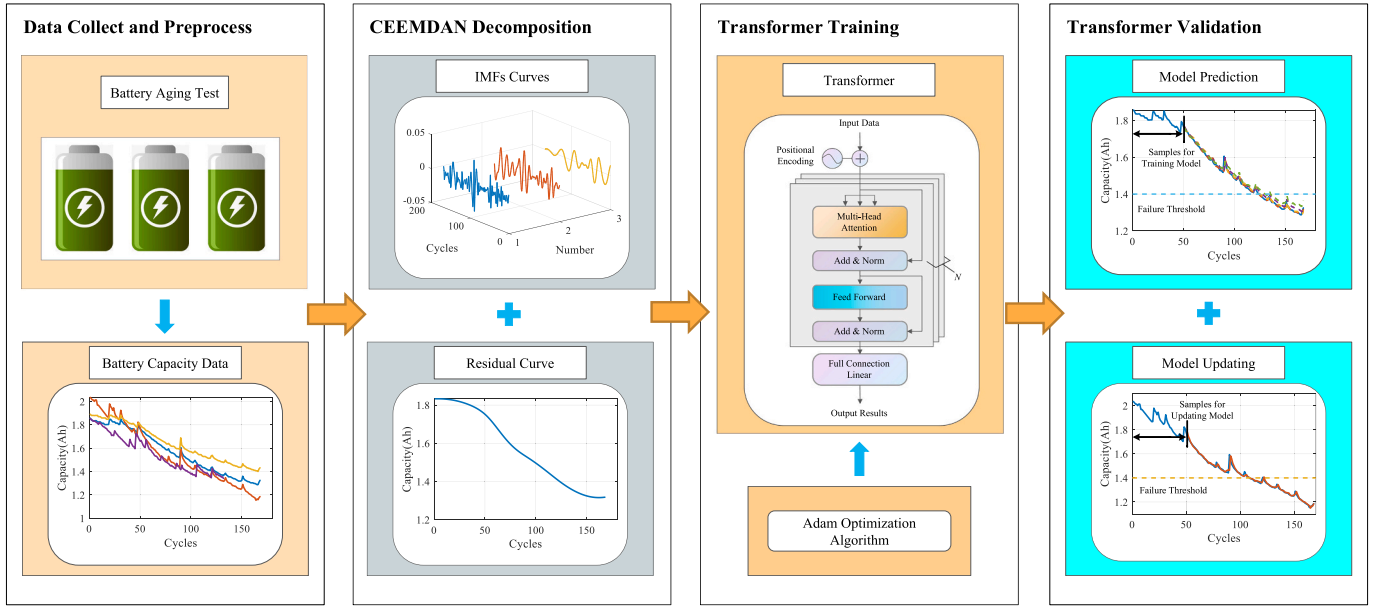 Data Collect and Preprocess
Battery Aging Test
Battery Capacity Data
2
1.8
1.6
1.4
1.2
1
0
50
100
150
Capacity(Ah)
Cycles
CEEMDAN Decomposition
IMFs Curves
0.05
0
-0.05
200
100
0
1
2
3
Cycles
Number
Residual Curve
1.8
1.6
1.4
1.2
0
50
100
150
Capacity(Ah)
Cycles
Transformer Training
Transformer
Input Data
Positional
Encoding
Multi-Head
Attention
Add & Norm
N
Feed Forward
Add & Norm
Full Connection
Linear
Output Results
Adam Optimization
Algorithm
Transformer Validation
Model Prediction
1.8
1.6
1.4
1.2
0
50
100
150
Capacity(Ah)
Samples for
Training Model
Failure Threshold
Cycles
Model Updating
2
1.8
1.6
1.4
1.2
0
50
100
150
Capacity(Ah)
Samples for
Updating Model
Failure Threshold
Cycles